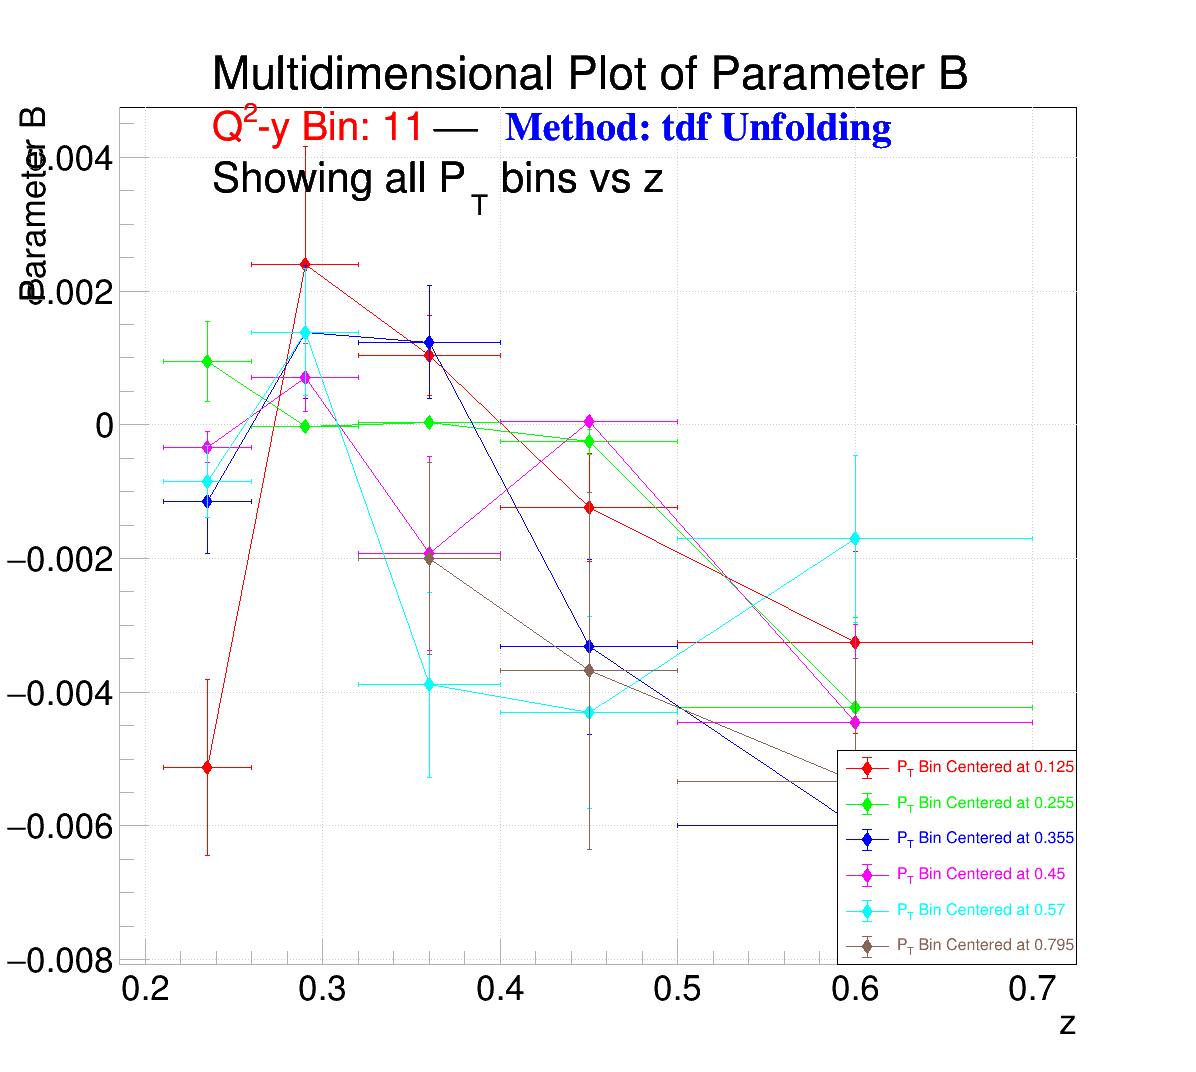 Multidimensional Plot of Parameter B
Q2-y Bin: 11 — Method: tdf Unfolding
Showing all PT bins vs z
Parameter B
0.004
0.002
0
−0.002
−0.004
−0.006
−0.008
0.2 0.3 0.4 0.5 0.6 0.7
z
PT Bin Centered at 0.125
PT Bin Centered at 0.255
PT Bin Centered at 0.355
PT Bin Centered at 0.45
PT Bin Centered at 0.57
PT Bin Centered at 0.795